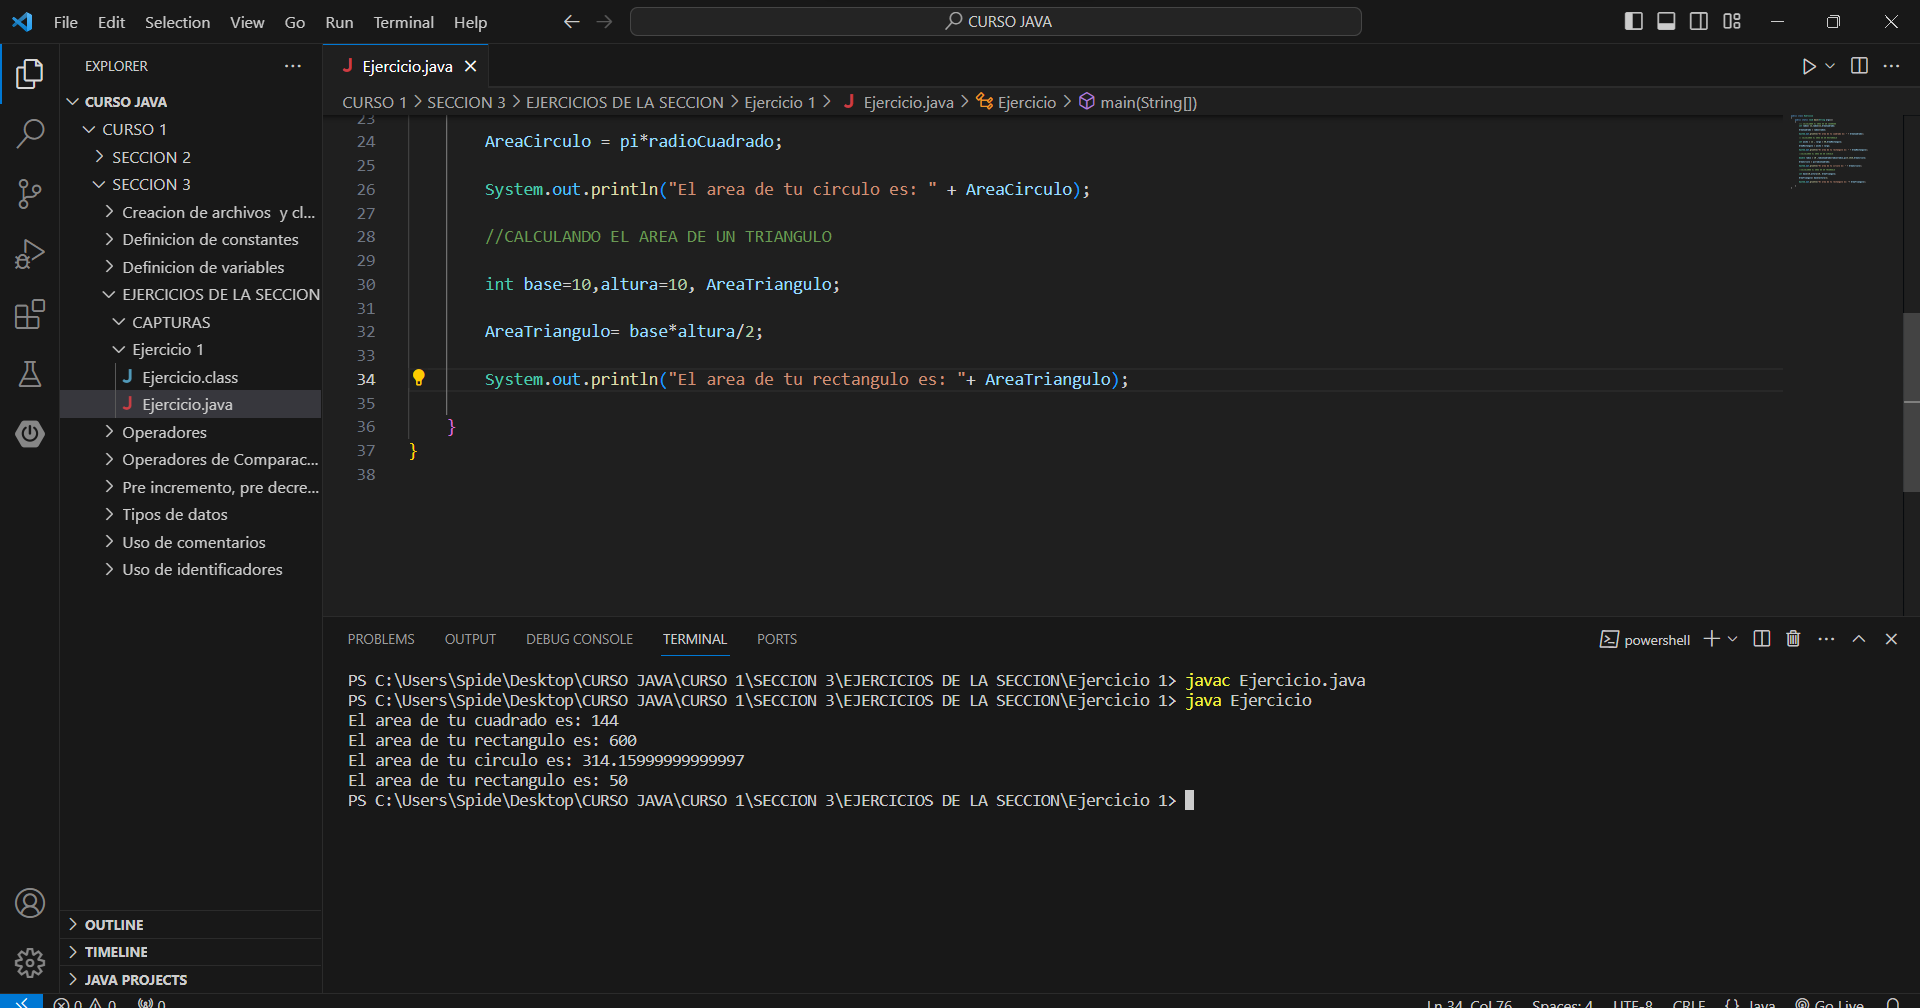 File Edit Selection View Go Run Terminal Help
CURSO JAVA
EXPLORER
Ejercicio.java
CURSO JAVA
CURSO 1 > SECCION 3 > EJERCICIOS DE LA SECCION > Ejercicio 1 > Ejercicio.java > Ejercicio > main(String[])
CURSO 1
SECCION 2
SECCION 3
Creacion de archivos y cl...
Definicion de constantes
Definicion de variables
EJERCICIOS DE LA SECCION
CAPTURAS
Ejercicio 1
Ejercicio.class
Ejercicio.java
Operadores
Operadores de Comparac...
Pre incremento, pre decre...
Tipos de datos
Uso de comentarios
Uso de identificadores
OUTLINE
TIMELINE
JAVA PROJECTS
23
24 AreaCirculo = pi*radioCuadrado;
25
26 System.out.println("El area de tu circulo es: " + AreaCirculo);
27
28 //CALCULANDO EL AREA DE UN TRIANGULO
29
30 int base=10,altura=10, AreaTriangulo;
31
32 AreaTriangulo= base*altura/2;
33
34 System.out.println("El area de tu rectangulo es: "+ AreaTriangulo);
35
36 }
37 }
38
PROBLEMS OUTPUT DEBUG CONSOLE TERMINAL PORTS
powershell
PS C:\Users\Spide\Desktop\CURSO JAVA\CURSO 1\SECCION 3\EJERCICIOS DE LA SECCION\Ejercicio 1> javac Ejercicio.java
PS C:\Users\Spide\Desktop\CURSO JAVA\CURSO 1\SECCION 3\EJERCICIOS DE LA SECCION\Ejercicio 1> java Ejercicio
El area de tu cuadrado es: 144
El area de tu rectangulo es: 600
El area de tu circulo es: 314.15999999999997
El area de tu rectangulo es: 50
PS C:\Users\Spide\Desktop\CURSO JAVA\CURSO 1\SECCION 3\EJERCICIOS DE LA SECCION\Ejercicio 1>
0 0 0
Ln 34, Col 76 Spaces: 4 UTF-8 CRLF {} Java Go Live